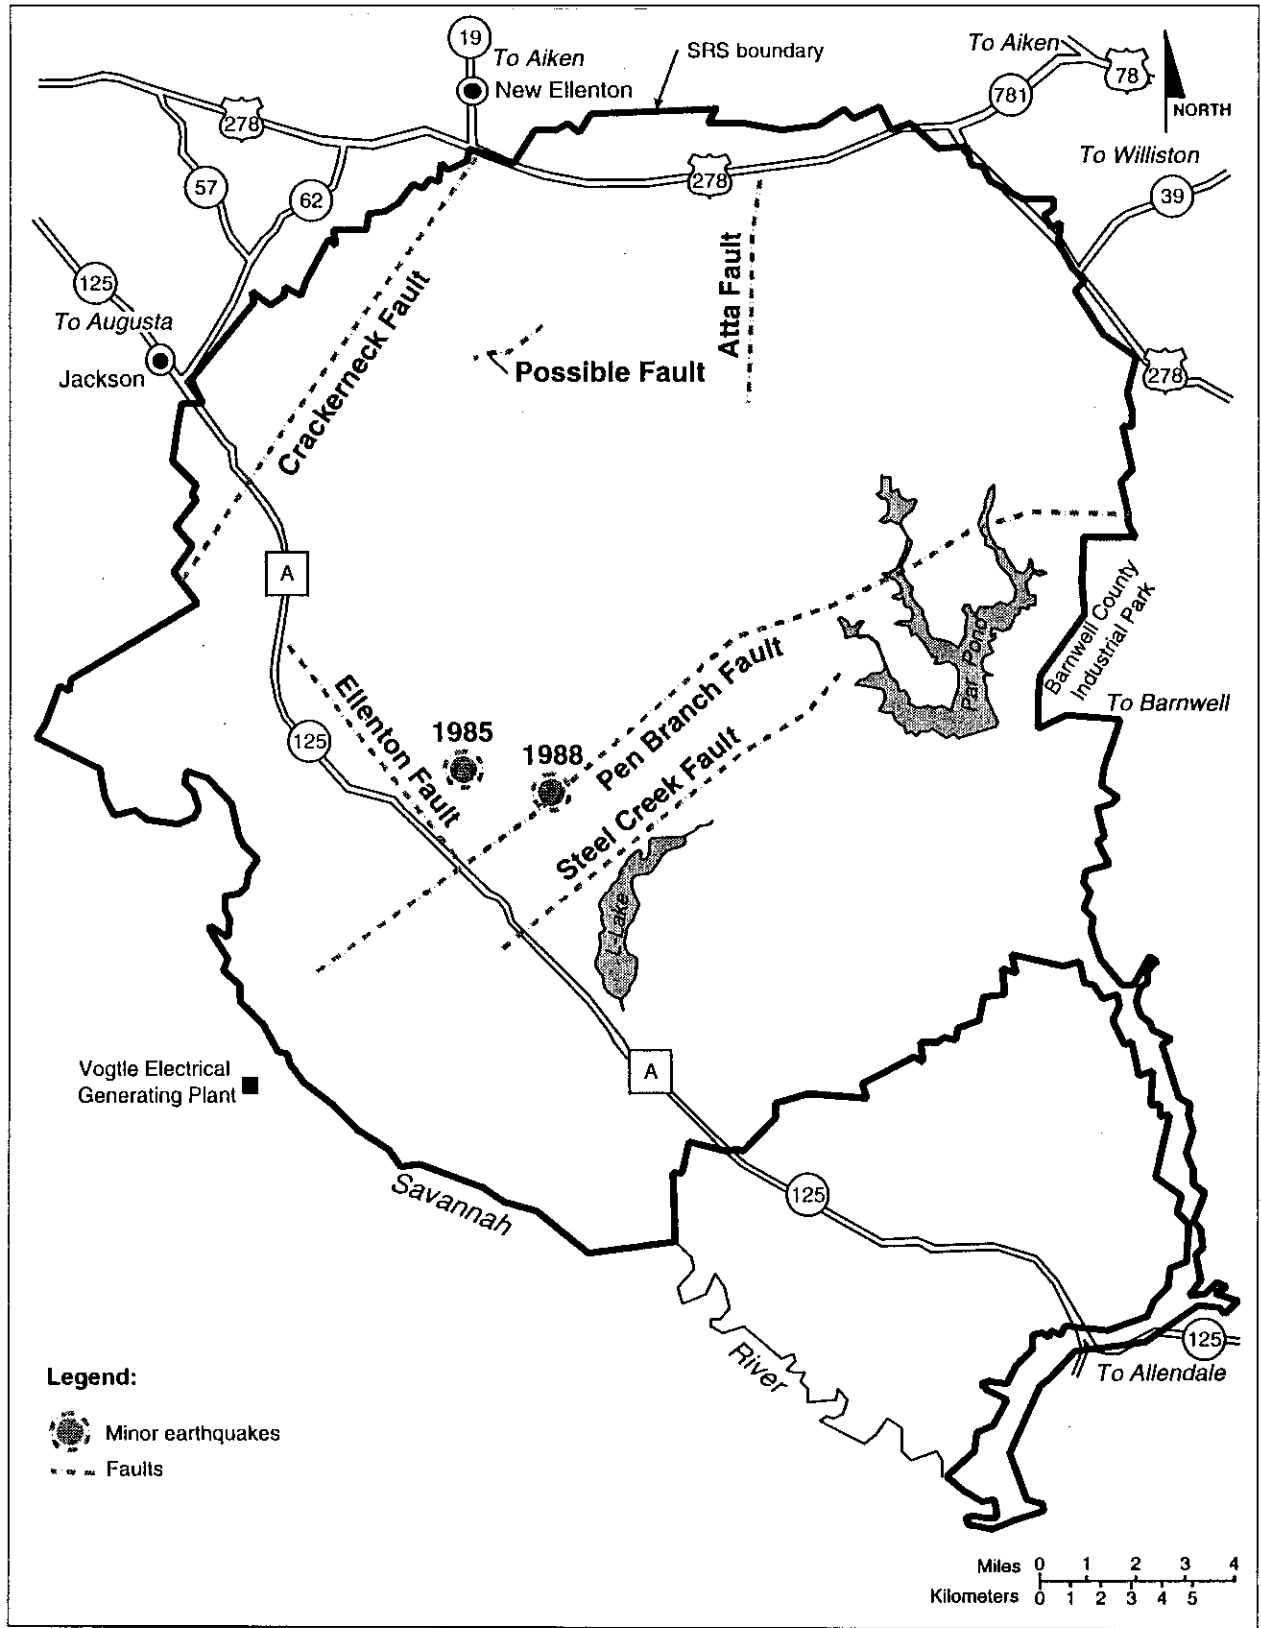 19
To Aiken
New Ellenton
SRS boundary
To Aiken
78
781
NORTH
278
278
To Williston
57
62
39
125
To Augusta
Jackson
Crackerneck Fault
Possible Fault
Atta Fault
278
A
Barnwell County
Industrial Park
Par Pond
To Barnwell
Ellenton Fault
125
1985
1988
Pen Branch Fault
Steel Creek Fault
L-Lake
Vogtle Electrical
Generating Plant
A
Savannah
125
River
125
To Allendale
Legend:
Minor earthquakes
Faults
Miles 0 1 2 3 4
Kilometers 0 1 2 3 4 5